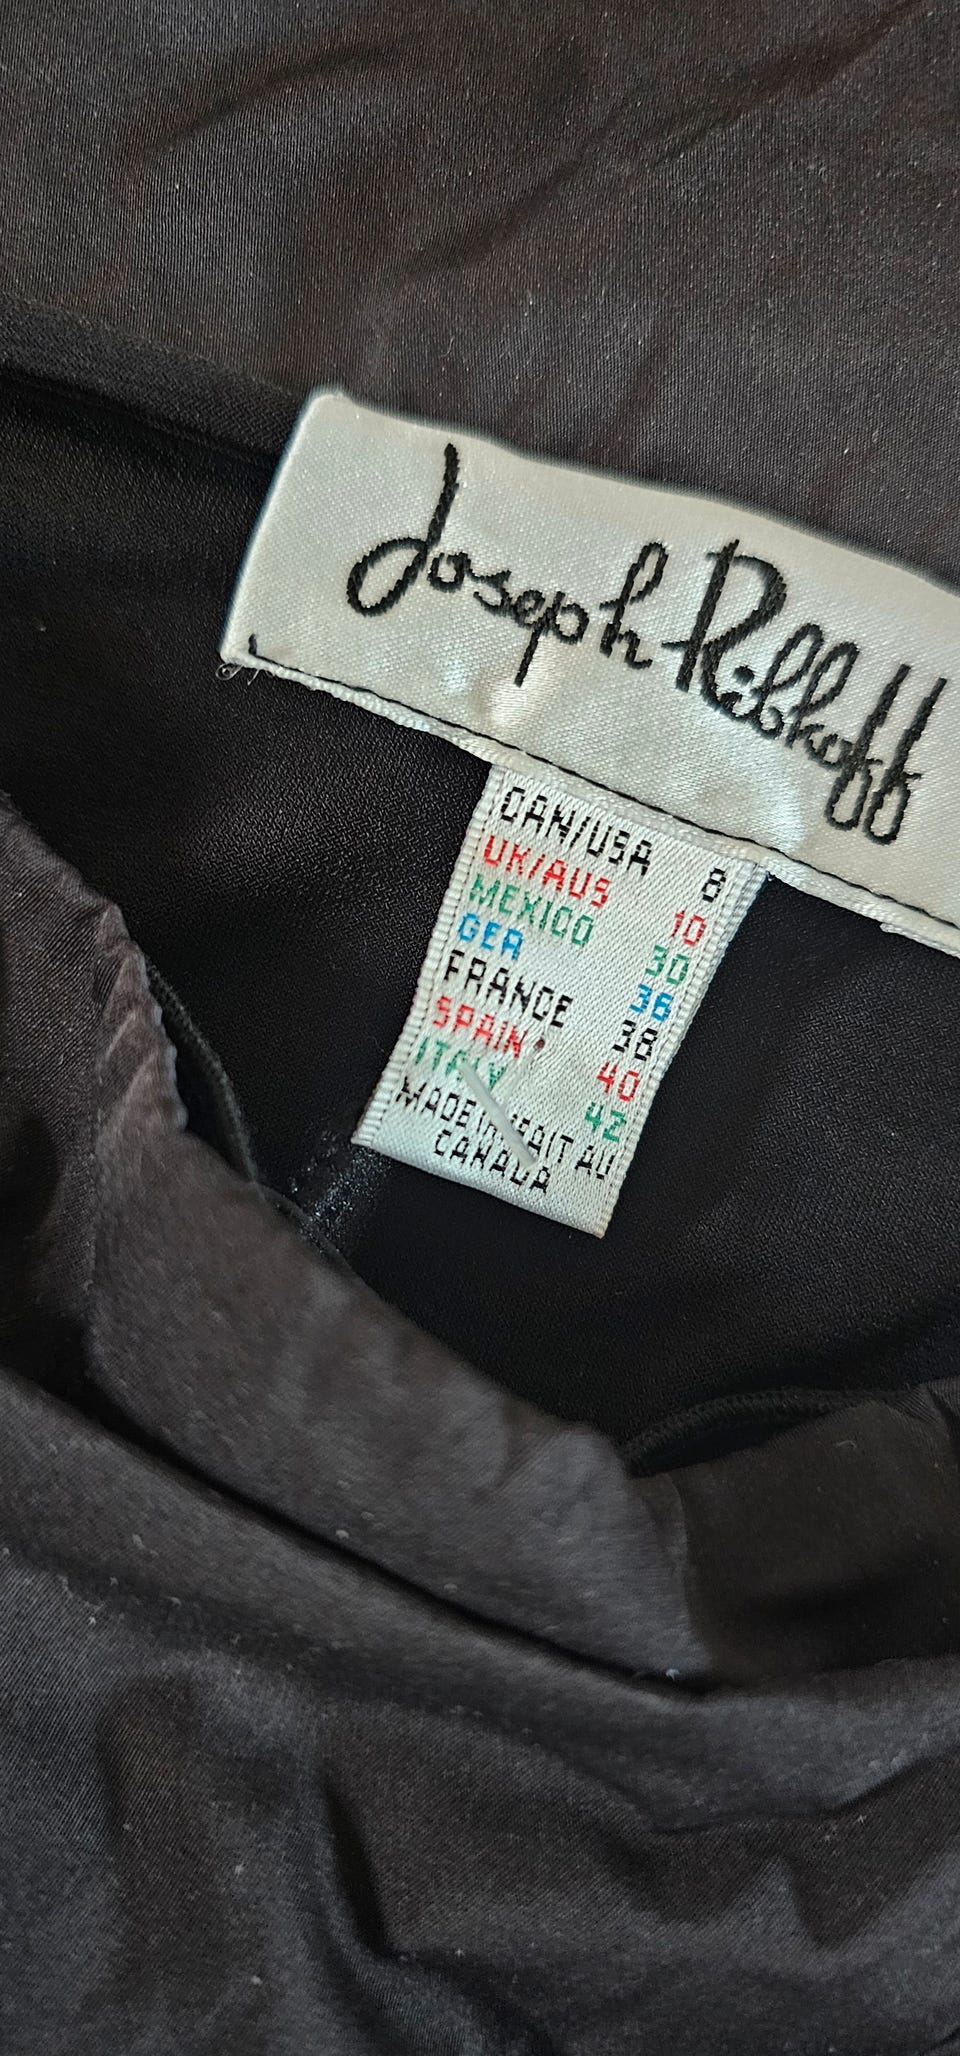 Joseph Ribkoff
CAN/USA 8
UK/AUS 10
MEXICO 30
GER 36
FRANCE 38
SPAIN 40
ITALY 42
MADE IN/FAIT AU
CANADA